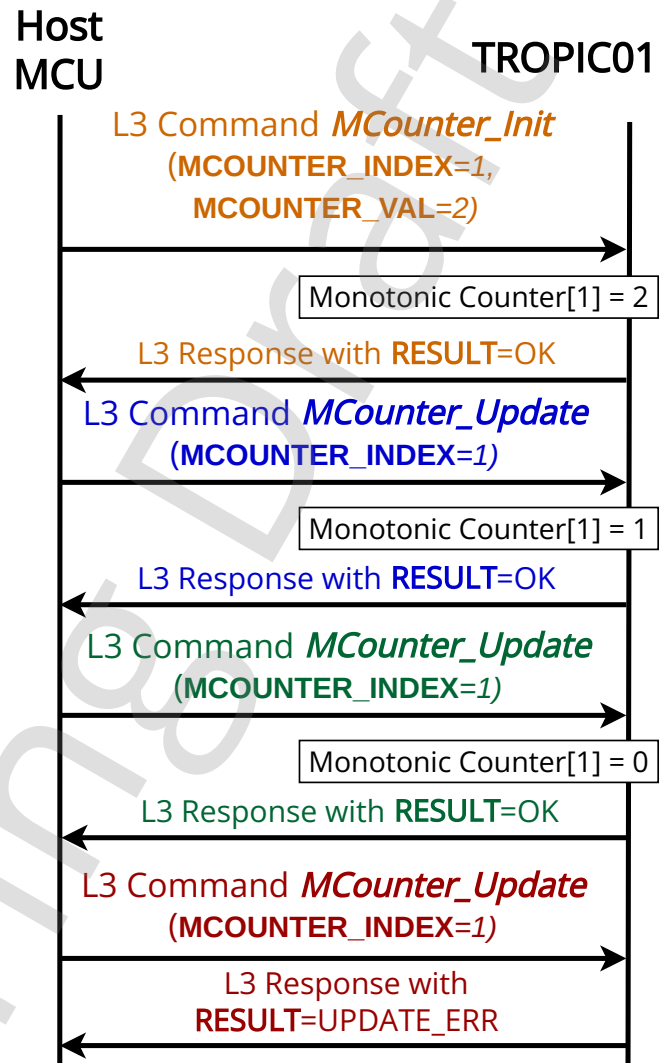 Host
MCU
TROPIC01
L3 Command MCounter_Init
(MCOUNTER_INDEX=1,
MCOUNTER_VAL=2)
Monotonic Counter[1] = 2
L3 Response with RESULT=OK
L3 Command MCounter_Update
(MCOUNTER_INDEX=1)
Monotonic Counter[1] = 1
L3 Response with RESULT=OK
L3 Command MCounter_Update
(MCOUNTER_INDEX=1)
Monotonic Counter[1] = 0
L3 Response with RESULT=OK
L3 Command MCounter_Update
(MCOUNTER_INDEX=1)
L3 Response with
RESULT=UPDATE_ERR
ing Draft